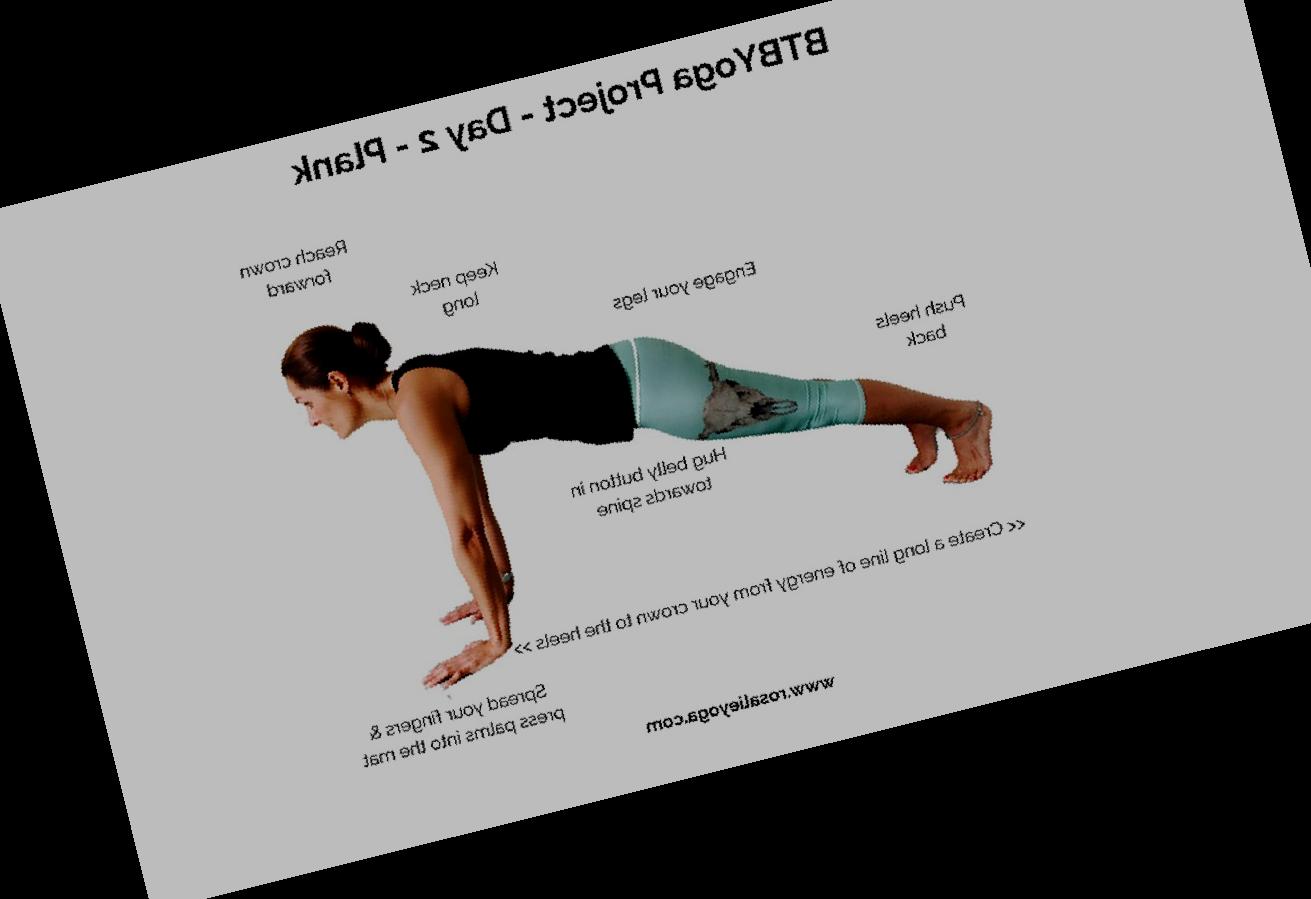 BTBYoga Project - Day 2 - Plank
Reach crown
forward
Keep neck
long
Engage your legs
Push heels
back
Hug belly button in
towards spine
<< Create a long line of energy from your crown to the heels >>
Spread your fingers &
press palms into the mat
www.rosalieyoga.com